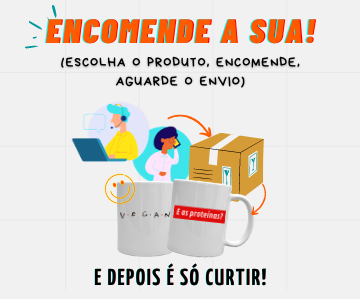 ENCOMENDE A SUA!
(ESCOLHA O PRODUTO, ENCOMENDE,
AGUARDE O ENVIO)
V·E·G·A·N
E as proteínas?
E DEPOIS É SÓ CURTIR!